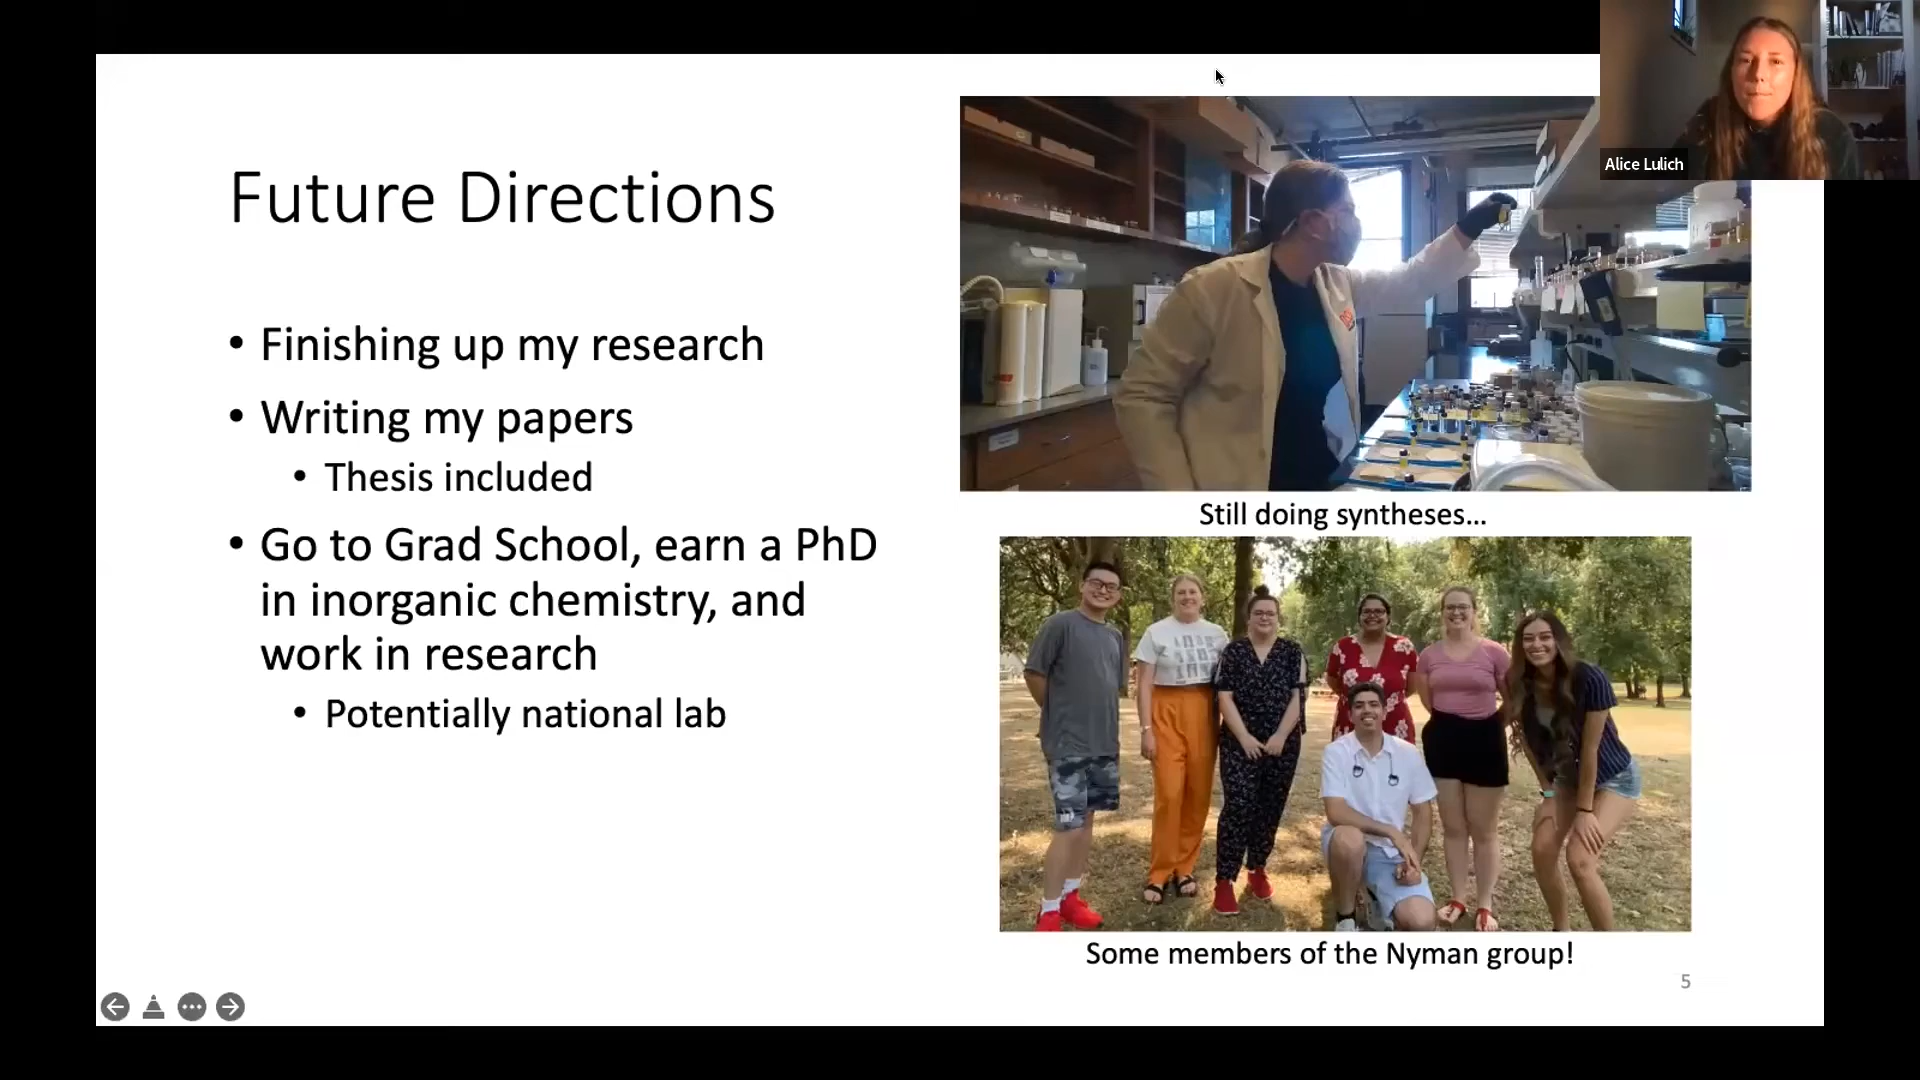 Alice Lulich
Future Directions
• Finishing up my research
• Writing my papers
• Thesis included
• Go to Grad School, earn a PhD
in inorganic chemistry, and
work in research
• Potentially national lab
Still doing syntheses...
Some members of the Nyman group!
5